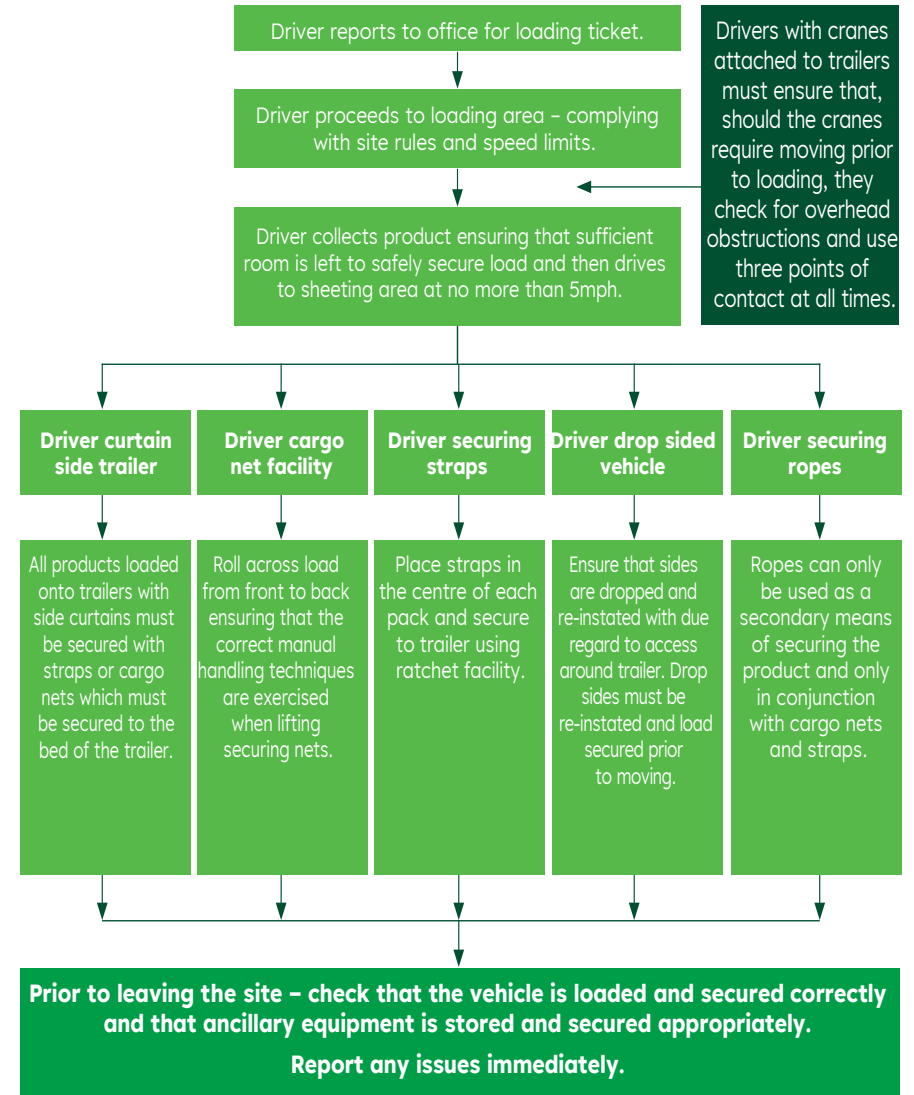 Driver reports to office for loading ticket.
Drivers with cranes
attached to trailers
must ensure that,
should the cranes
require moving prior
to loading, they
check for overhead
obstructions and use
three points of
contact at all times.
Driver proceeds to loading area – complying
with site rules and speed limits.
Driver collects product ensuring that sufficient
room is left to safely secure load and then drives
to sheeting area at no more than 5mph.
Driver curtain
side trailer
Driver cargo
net facility
Driver securing
straps
Driver drop sided
vehicle
Driver securing
ropes
All products loaded
onto trailers with
side curtains must
be secured with
straps or cargo
nets which must
be secured to the
bed of the trailer.
Roll across load
from front to back
ensuring that the
correct manual
handling techniques
are exercised
when lifting
securing nets.
Place straps in
the centre of each
pack and secure
to trailer using
ratchet facility.
Ensure that sides
are dropped and
re-instated with due
regard to access
around trailer. Drop
sides must be
re-instated and load
secured prior
to moving.
Ropes can only
be used as a
secondary means
of securing the
product and only
in conjunction
with cargo nets
and straps.
Prior to leaving the site – check that the vehicle is loaded and secured correctly
and that ancillary equipment is stored and secured appropriately.
Report any issues immediately.